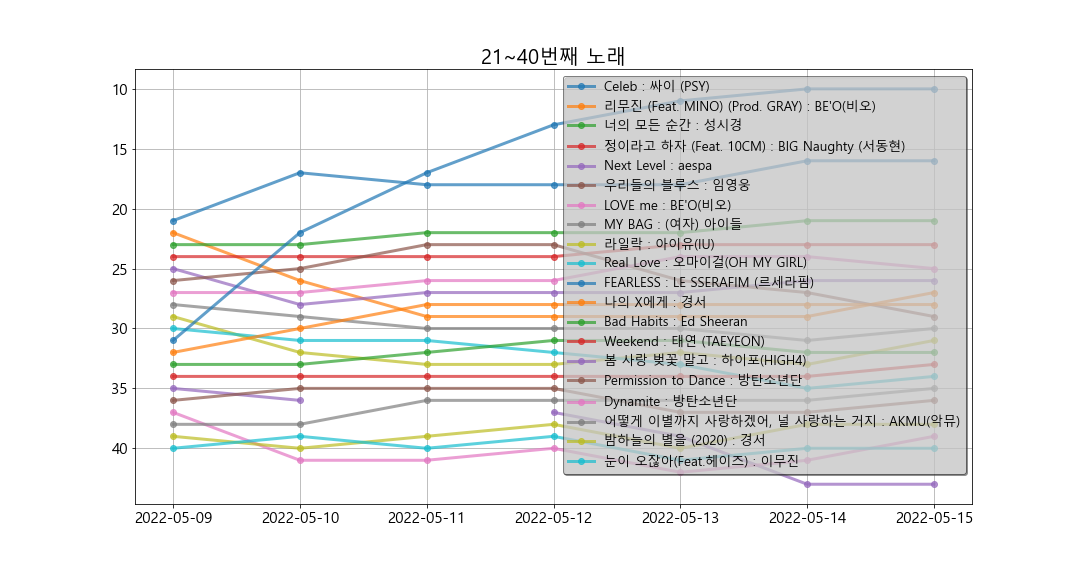 21~40번째 노래
10
15
20
25
30
35
40
Celeb : 싸이 (PSY)
리무진 (Feat. MINO) (Prod. GRAY) : BE'O(비오)
너의 모든 순간 : 성시경
정이라고 하자 (Feat. 10CM) : BIG Naughty (서동현)
Next Level : aespa
우리들의 블루스 : 임영웅
LOVE me : BE'O(비오)
MY BAG : (여자) 아이들
라일락 : 아이유(IU)
Real Love : 오마이걸(OH MY GIRL)
FEARLESS : LE SSERAFIM (르세라핌)
나의 X에게 : 경서
Bad Habits : Ed Sheeran
Weekend : 태연 (TAEYEON)
봄 사랑 벚꽃 말고 : 하이포(HIGH4)
Permission to Dance : 방탄소년단
Dynamite : 방탄소년단
어떻게 이별까지 사랑하겠어, 널 사랑하는 거지 : AKMU(악뮤)
밤하늘의 별을 (2020) : 경서
눈이 오잖아(Feat.헤이즈) : 이무진
2022-05-09 2022-05-10 2022-05-11 2022-05-12 2022-05-13 2022-05-14 2022-05-15